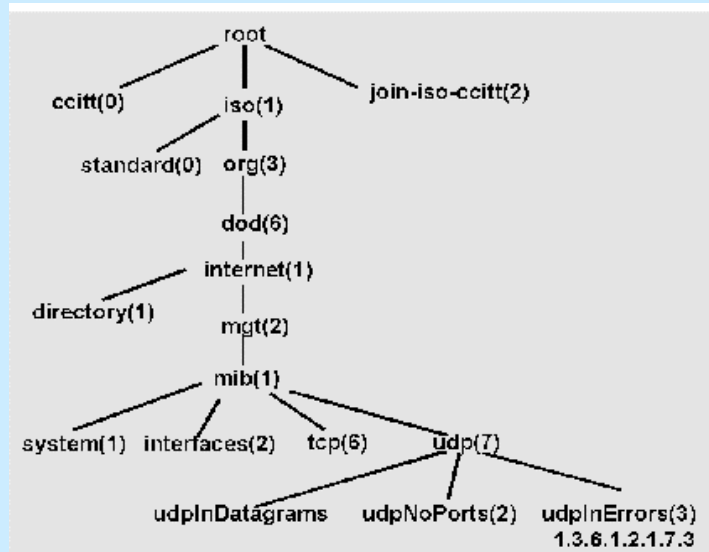 root
ccitt(0)
iso(1)
join-iso-ccitt(2)
standard(0)
org(3)
dod(6)
internet(1)
directory(1)
mgt(2)
mib(1)
system(1)
interfaces(2)
tcp(6)
udp(7)
udpInDatagrams
udpNoPorts(2)
udpInErrors(3)
1.3.6.1.2.1.7.3